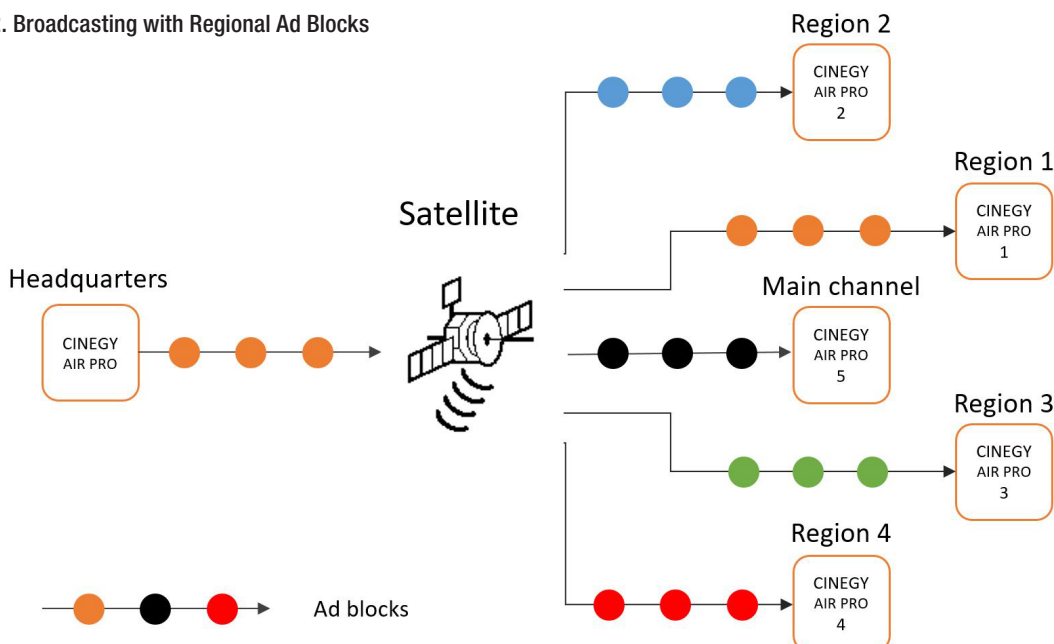 . Broadcasting with Regional Ad Blocks
Region 2
CINEGY
AIR PRO
2
Region 1
CINEGY
AIR PRO
1
Satellite
Headquarters
CINEGY
AIR PRO
Main channel
CINEGY
AIR PRO
5
Region 3
CINEGY
AIR PRO
3
Region 4
CINEGY
AIR PRO
4
Ad blocks